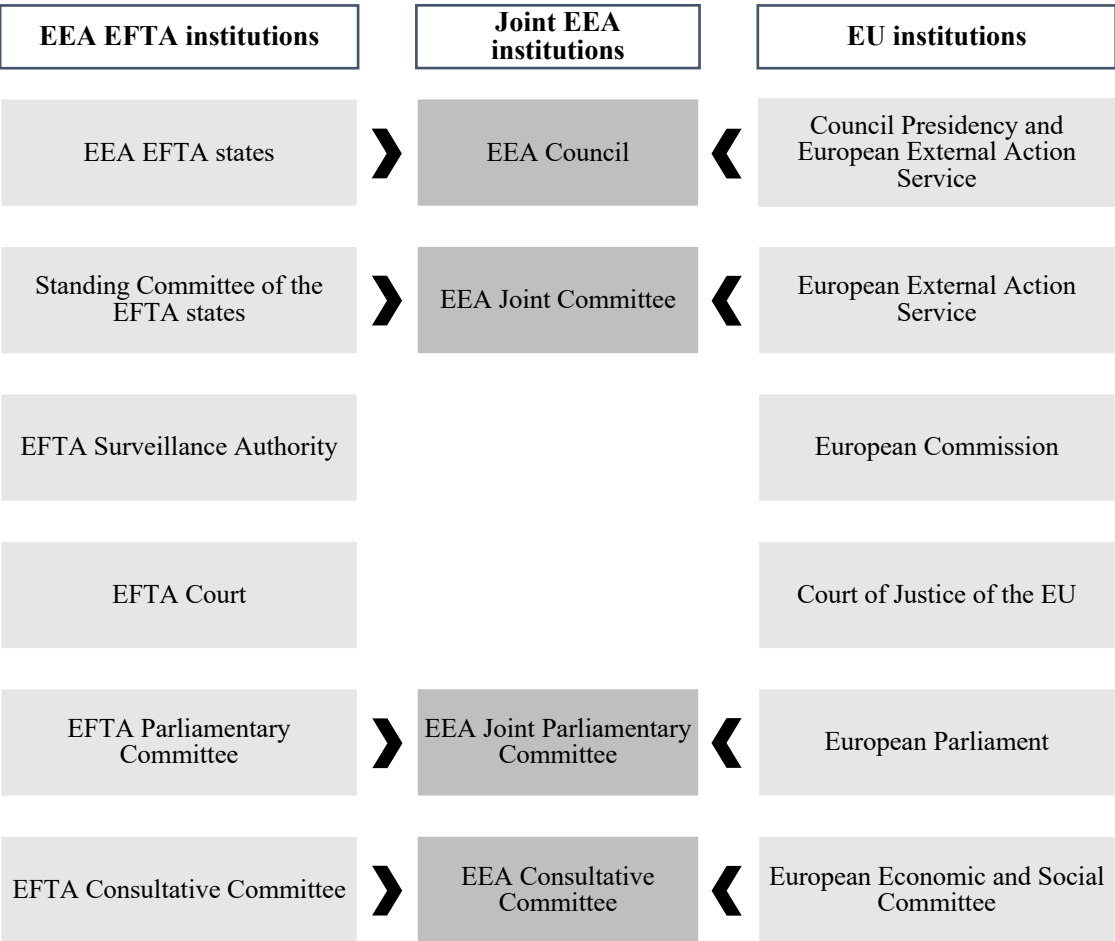 EEA EFTA institutions
Joint EEA
institutions
EU institutions
EEA EFTA states
EEA Council
Council Presidency and
European External Action
Service
Standing Committee of the
EFTA states
EEA Joint Committee
European External Action
Service
EFTA Surveillance Authority
European Commission
EFTA Court
Court of Justice of the EU
EFTA Parliamentary
Committee
EEA Joint Parliamentary
Committee
European Parliament
EFTA Consultative Committee
EEA Consultative
Committee
European Economic and Social
Committee